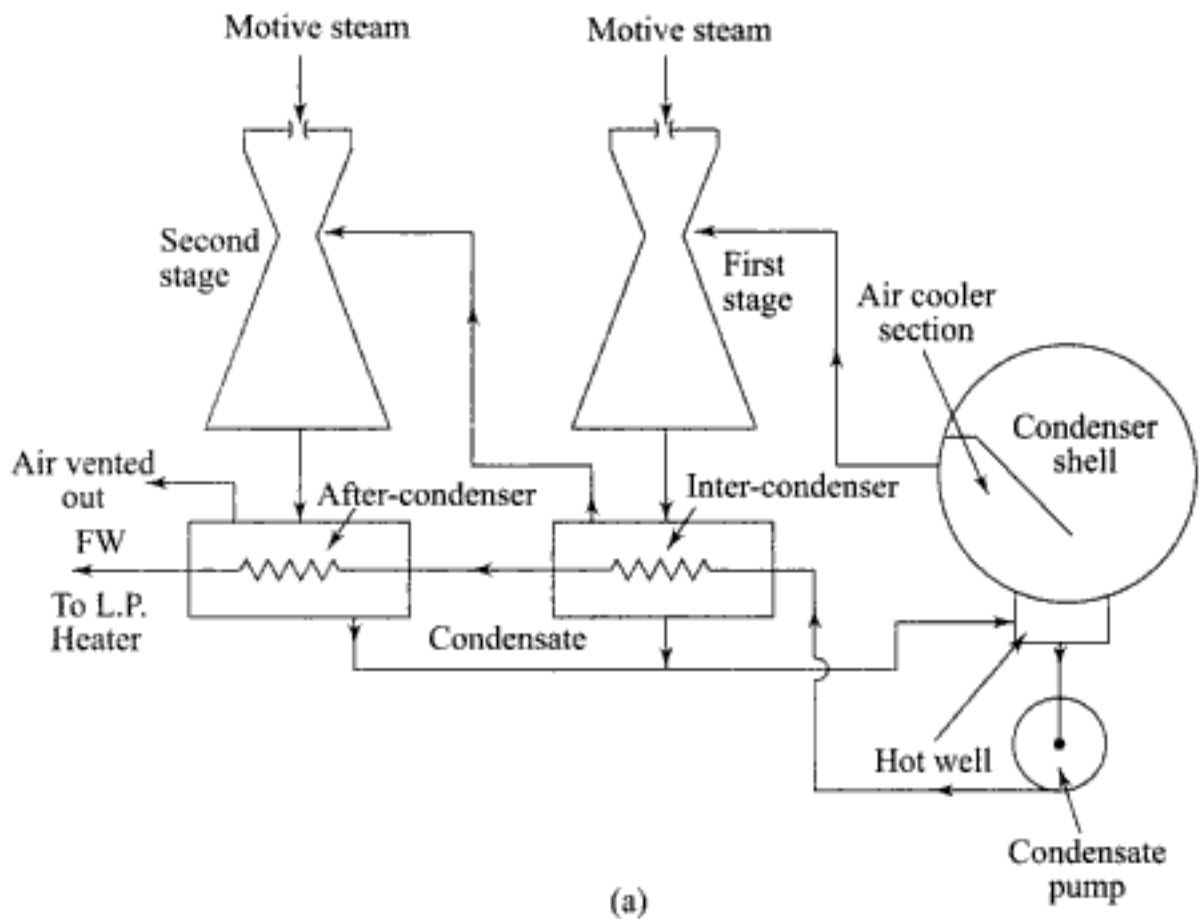 Motive steam
Motive steam
Second
stage
First
stage
Air cooler
section
Condenser
shell
Air vented
out
After-condenser
Inter-condenser
FW
To L.P.
Heater
Condensate
Hot well
Condensate
pump
(a)